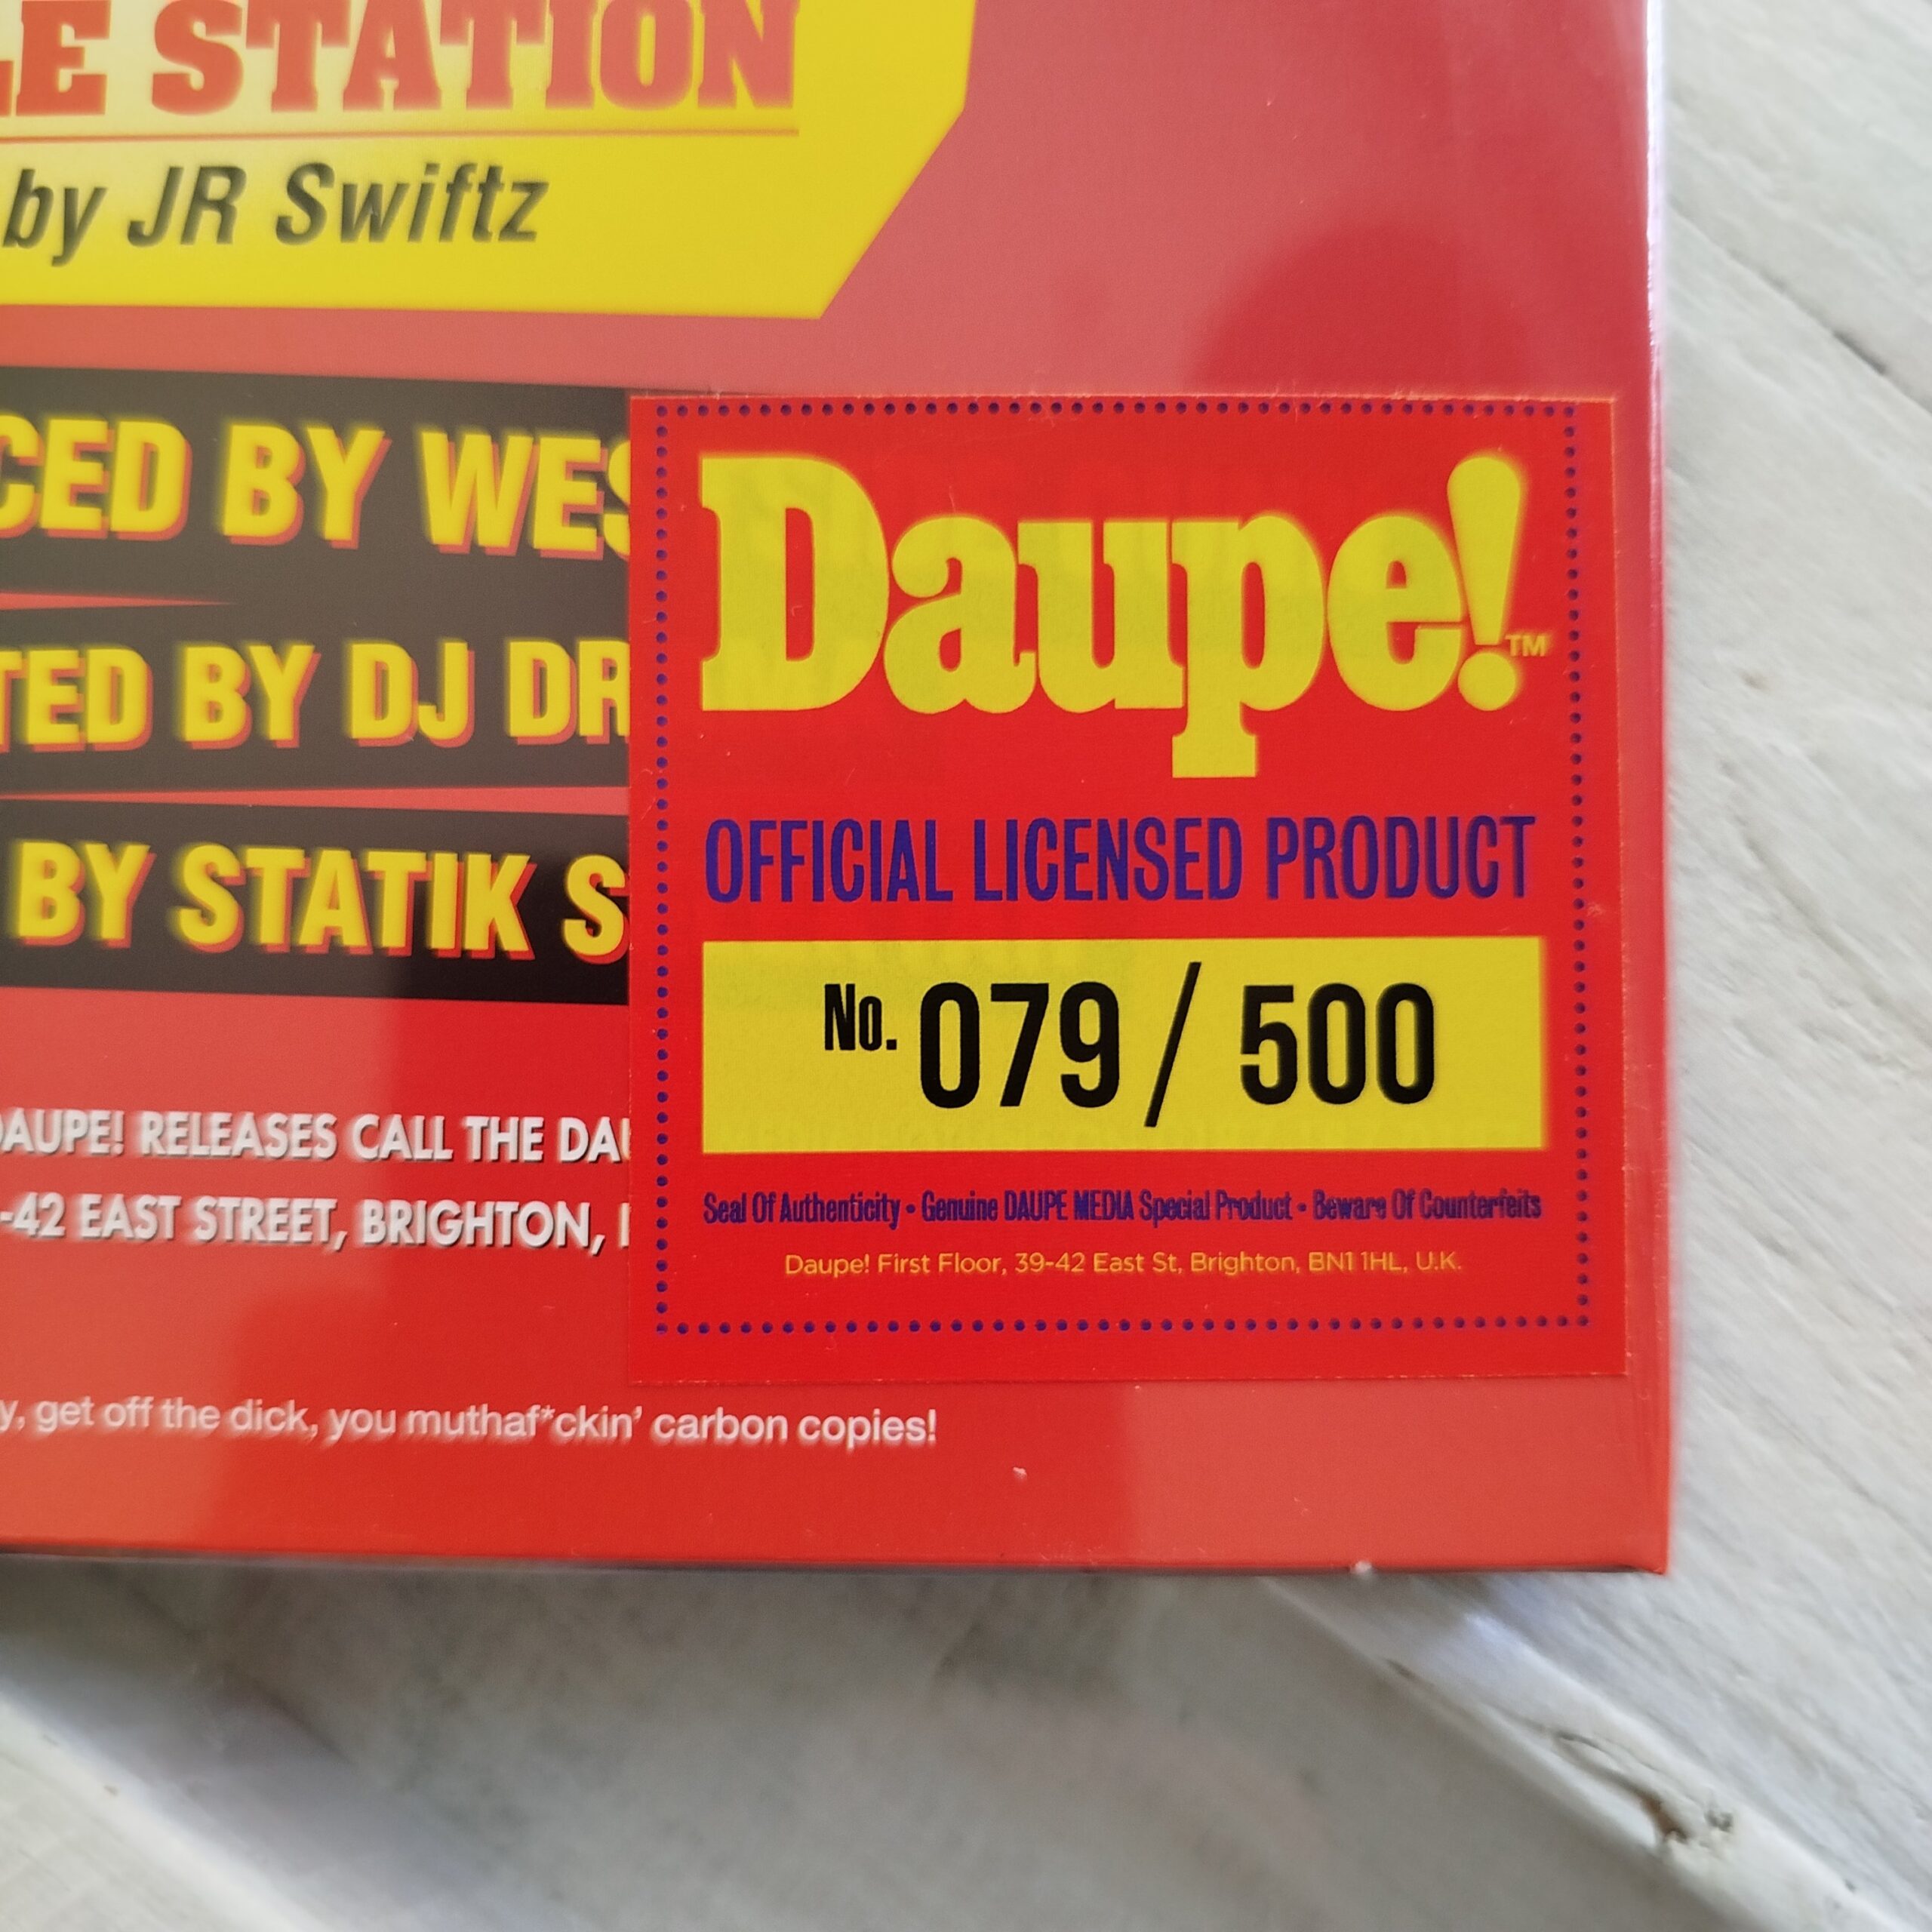 LE STATION
by JR Swiftz
CED BY WES
TED BY DJ DR
BY STATIK S
DAUPE! RELEASES CALL THE DAU
-42 EAST STREET, BRIGHTON,
y, get off the dick, you muthaf*ckin' carbon copies!
Daupe!™
OFFICIAL LICENSED PRODUCT
No. 079 / 500
Seal Of Authenticity • Genuine DAUPE MEDIA Special Product • Beware Of Counterfeits
Daupe! First Floor, 39-42 East St, Brighton, BN1 1HL, U.K.